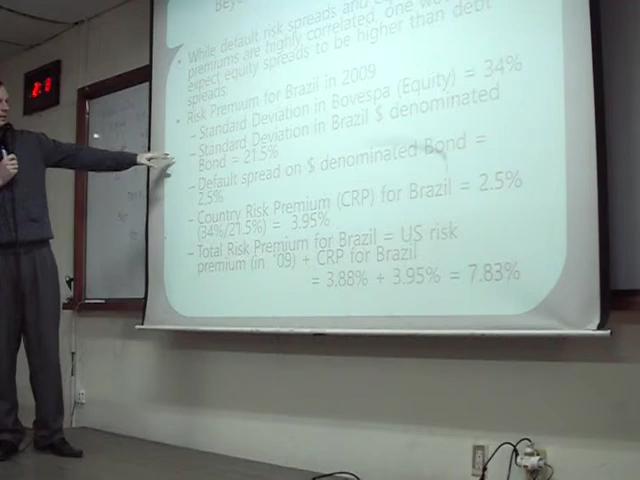 While default risk spreads and
premiums are highly correlated, one
expect equity spreads to be higher than debt
spreads
• Risk Premium for Brazil in 2009
– Standard Deviation in Bovespa (Equity) = 34%
– Standard Deviation in Brazil $ denominated
Bond = 21.5%
– Default spread on $ denominated Bond =
2.5%
– Country Risk Premium (CRP) for Brazil = 2.5%
(34%/21.5%) = 3.95%
– Total Risk Premium for Brazil = US risk
premium (in '09) + CRP for Brazil
= 3.88% + 3.95% = 7.83%